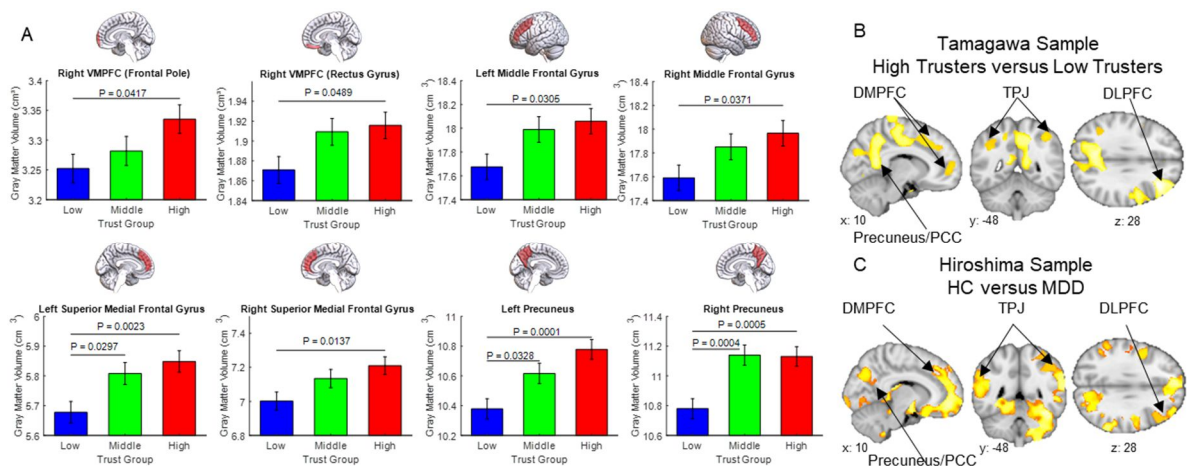 A
Right VMPFC (Frontal Pole)
Gray Matter Volume (cm³)
3.4
3.35
3.3
3.25
3.2
P = 0.0417
Low Middle High
Trust Group
Right VMPFC (Rectus Gyrus)
Gray Matter Volume (cm³)
1.94
1.92
1.9
1.88
1.86
1.84
P = 0.0489
Low Middle High
Trust Group
Left Middle Frontal Gyrus
Gray Matter Volume (cm³)
18.4
18.2
18
17.8
17.6
17.4
P = 0.0305
Low Middle High
Trust Group
Right Middle Frontal Gyrus
Gray Matter Volume (cm³)
18.4
18.2
18
17.8
17.6
17.4
P = 0.0371
Low Middle High
Trust Group
Left Superior Medial Frontal Gyrus
Gray Matter Volume (cm³)
6
5.9
5.8
5.7
5.6
P = 0.0023
P = 0.0297
Low Middle High
Trust Group
Right Superior Medial Frontal Gyrus
Gray Matter Volume (cm³)
7.4
7.2
7
6.8
P = 0.0137
Low Middle High
Trust Group
Left Precuneus
Gray Matter Volume (cm³)
11
10.8
10.6
10.4
10.2
P = 0.0001
P = 0.0328
Low Middle High
Trust Group
Right Precuneus
Gray Matter Volume (cm³)
11.4
11.2
11
10.8
10.6
P = 0.0005
P = 0.0004
Low Middle High
Trust Group
B
Tamagawa Sample
High Trusters versus Low Trusters
DMPFC TPJ DLPFC
x: 10 y: -48 z: 28
Precuneus/PCC
C
Hiroshima Sample
HC versus MDD
DMPFC TPJ DLPFC
x: 10 y: -48 z: 28
Precuneus/PCC